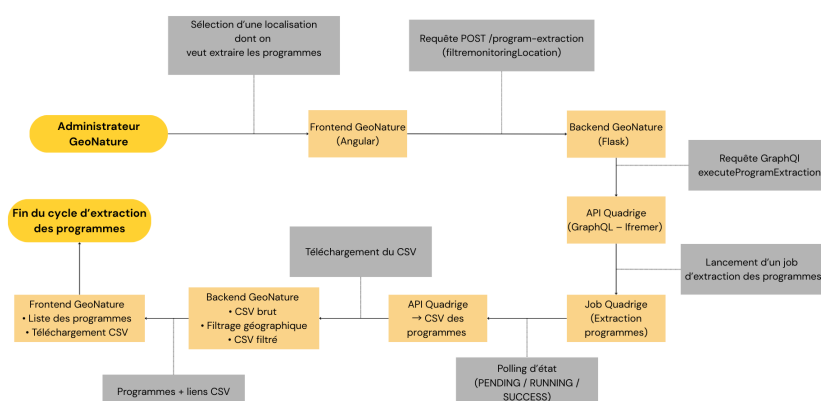 Sélection d'une localisation
dont on
veut extraire les programmes
Requête POST /program-extraction
(filtremonitoringLocation)
Administrateur
GeoNature
Frontend GeoNature
(Angular)
Backend GeoNature
(Flask)
Requête GraphQl
executeProgramExtraction
API Quadrige
(GraphQL – Ifremer)
Lancement d'un job
d'extraction des programmes
Job Quadrige
(Extraction
programmes)
Polling d'état
(PENDING / RUNNING /
SUCCESS)
API Quadrige
→ CSV des
programmes
Téléchargement du CSV
Backend GeoNature
• CSV brut
• Filtrage géographique
• CSV filtré
Programmes + liens CSV
Frontend GeoNature
• Liste des programmes
• Téléchargement CSV
Fin du cycle d'extraction
des programmes